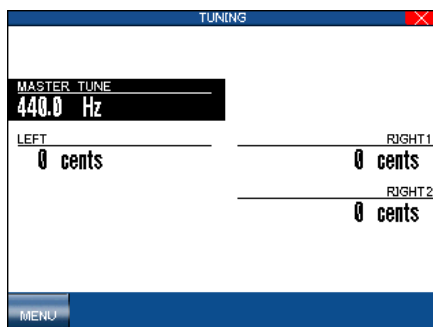 TUNING
MASTER TUNE
440.0 Hz
LEFT
0 cents
RIGHT1
0 cents
RIGHT2
0 cents
MENU